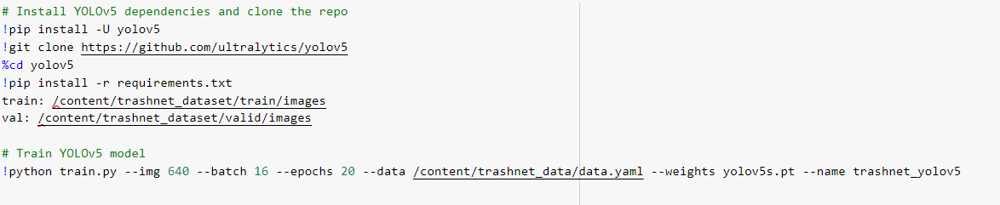 # Install YOLOv5 dependencies and clone the repo
!pip install -U yolov5
!git clone https://github.com/ultralytics/yolov5
%cd yolov5
!pip install -r requirements.txt
train: /content/trashnet_dataset/train/images
val: /content/trashnet_dataset/valid/images
# Train YOLOv5 model
!python train.py --img 640 --batch 16 --epochs 20 --data /content/trashnet_data/data.yaml --weights yolov5s.pt --name trashnet_yolov5